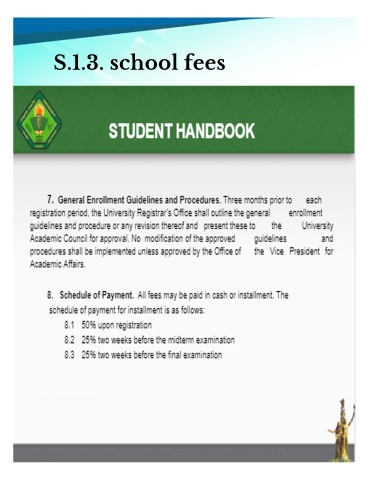 S.1.3. school fees
STUDENT HANDBOOK
7. General Enrollment Guidelines and Procedures. Three months prior to each
registration period, the University Registrar's Office shall outline the general enrollment
guidelines and procedure or any revision thereof and present these to the University
Academic Council for approval. No modification of the approved guidelines and
procedures shall be implemented unless approved by the Office of the Vice President for
Academic Affairs.
8. Schedule of Payment. All fees may be paid in cash or installment. The
schedule of payment for installment is as follows:
8.1 50% upon registration
8.2 25% two weeks before the midterm examination
8.3 25% two weeks before the final examination